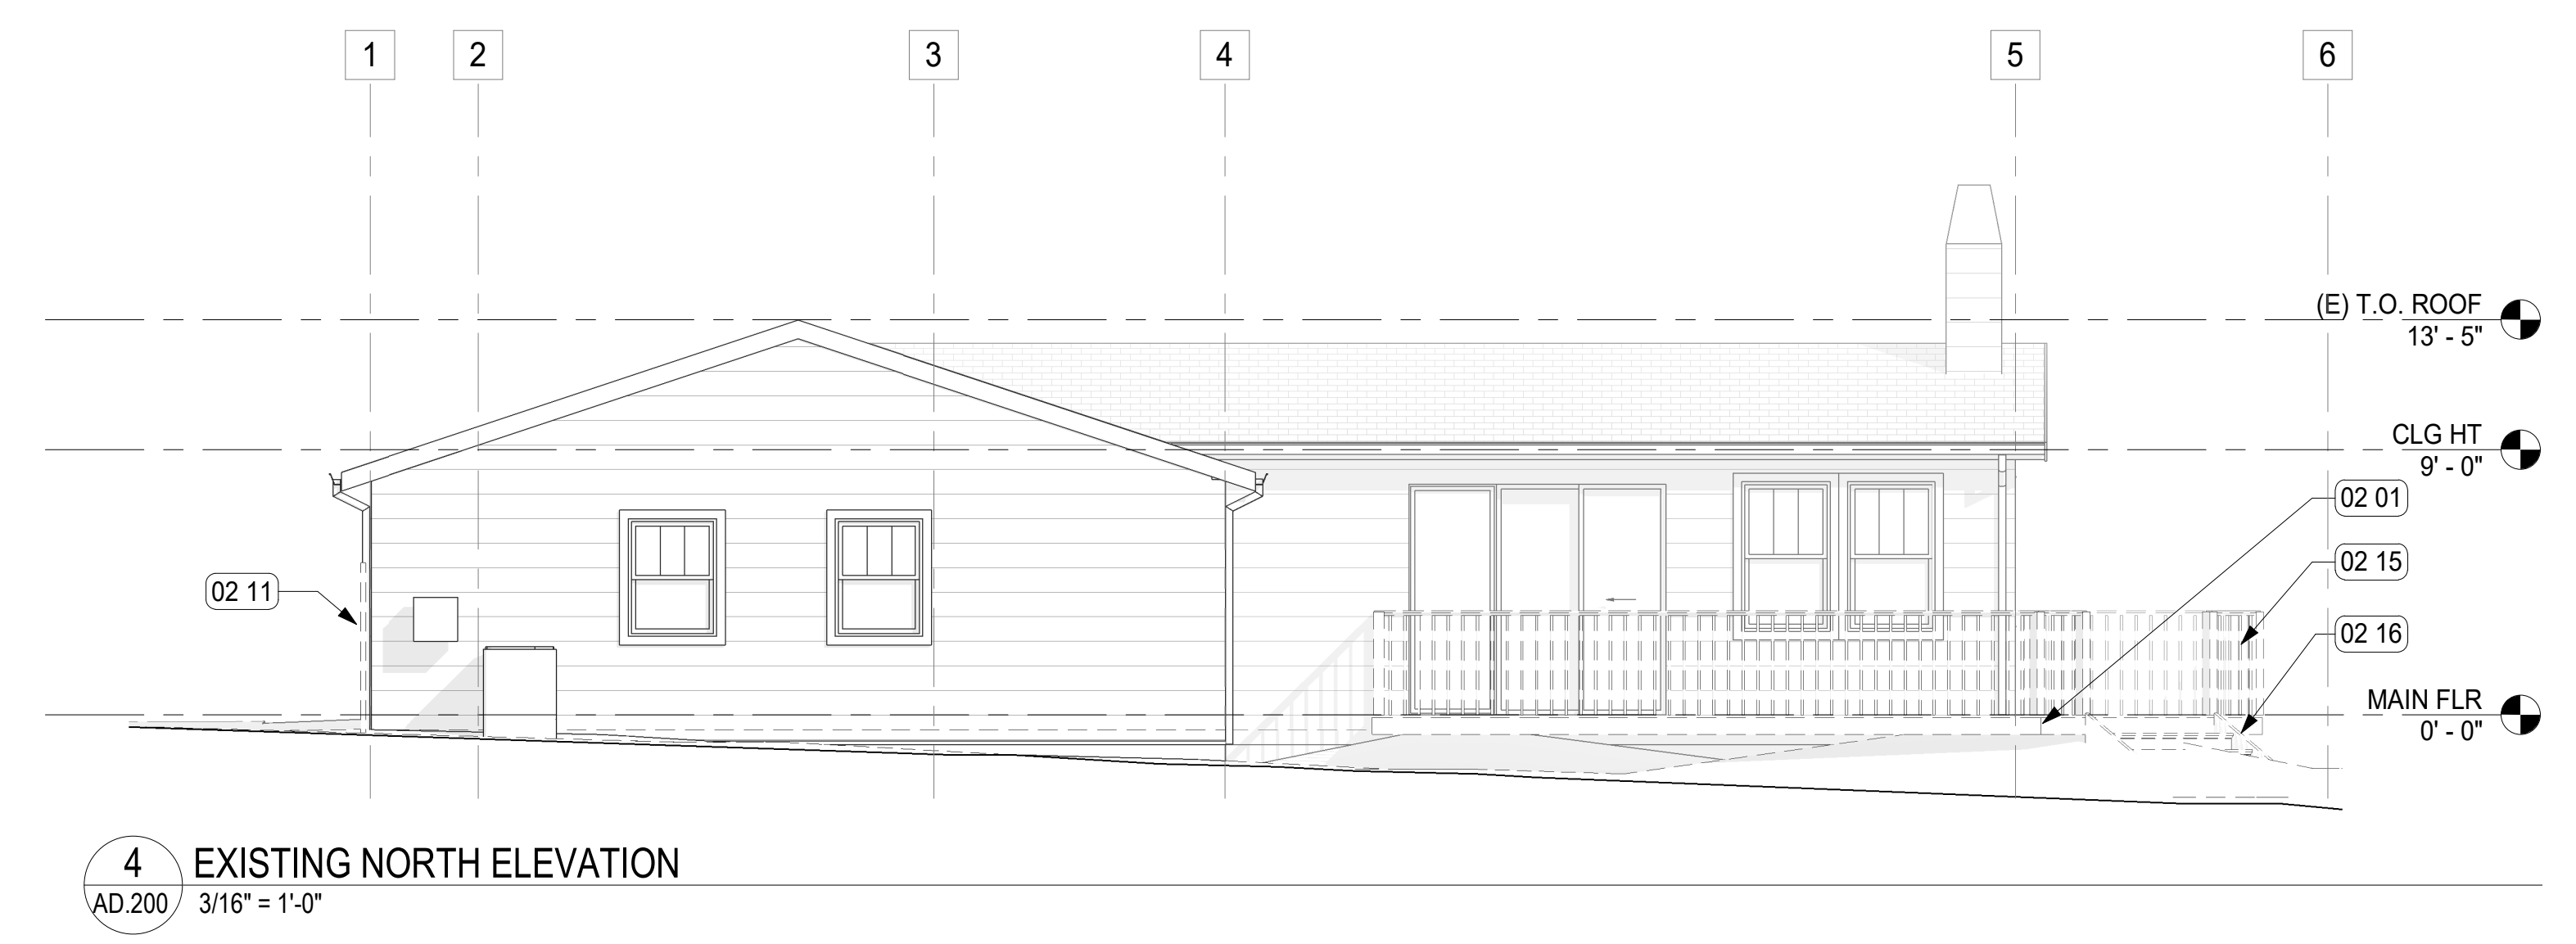 1 2 3 4 5 6
(E) T.O. ROOF
13' - 5"
CLG HT
9' - 0"
02 01
02 15
02 11
02 16
MAIN FLR
0' - 0"
4 EXISTING NORTH ELEVATION
AD.200 3/16" = 1'-0"